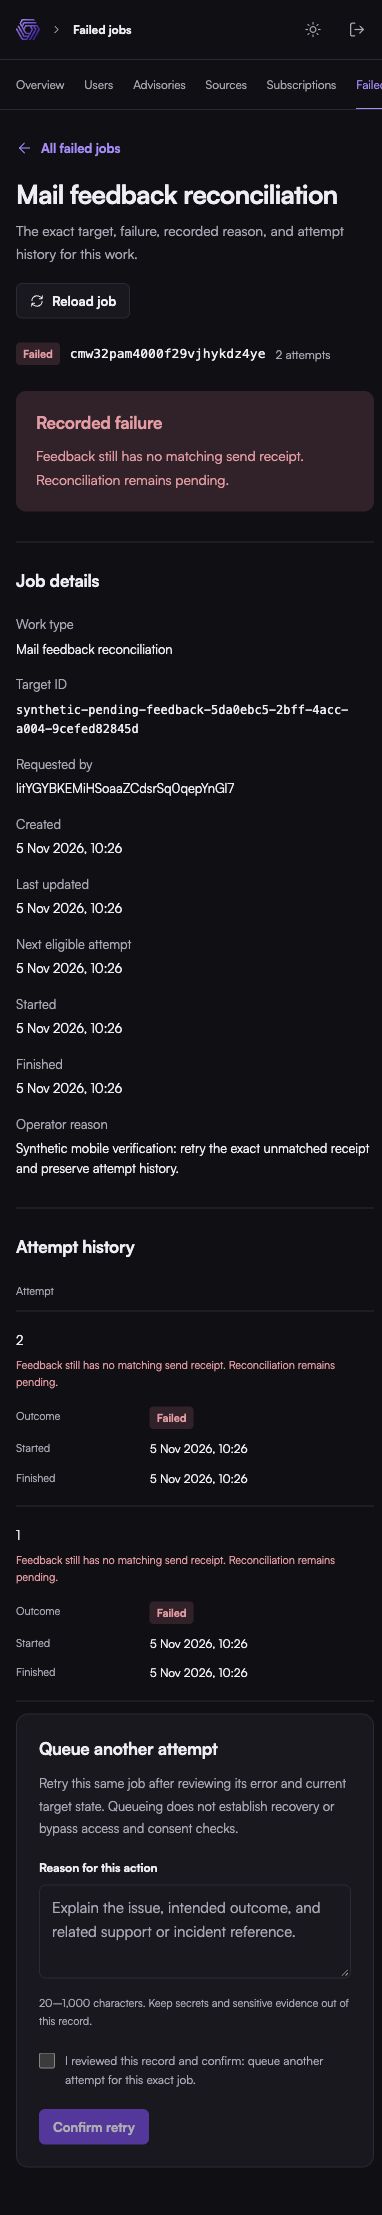 Failed jobs
Overview Users Advisories Sources Subscriptions Failed
All failed jobs
Mail feedback reconciliation
The exact target, failure, recorded reason, and attempt
history for this work.
Reload job
Failed cmw32pam4000f29vjhykdz4ye 2 attempts
Recorded failure
Feedback still has no matching send receipt.
Reconciliation remains pending.
Job details
Work type
Mail feedback reconciliation
Target ID
synthetic-pending-feedback-5da0ebc5-2bff-4acc-
a004-9cefed82845d
Requested by
litYGYBKEMiHSoaaZCdsrSq0qepYnGl7
Created
5 Nov 2026, 10:26
Last updated
5 Nov 2026, 10:26
Next eligible attempt
5 Nov 2026, 10:26
Started
5 Nov 2026, 10:26
Finished
5 Nov 2026, 10:26
Operator reason
Synthetic mobile verification: retry the exact unmatched receipt
and preserve attempt history.
Attempt history
Attempt
2
Feedback still has no matching send receipt. Reconciliation remains
pending.
Outcome Failed
Started 5 Nov 2026, 10:26
Finished 5 Nov 2026, 10:26
1
Feedback still has no matching send receipt. Reconciliation remains
pending.
Outcome Failed
Started 5 Nov 2026, 10:26
Finished 5 Nov 2026, 10:26
Queue another attempt
Retry this same job after reviewing its error and current
target state. Queueing does not establish recovery or
bypass access and consent checks.
Reason for this action
Explain the issue, intended outcome, and
related support or incident reference.
20–1,000 characters. Keep secrets and sensitive evidence out of
this record.
I reviewed this record and confirm: queue another
attempt for this exact job.
Confirm retry